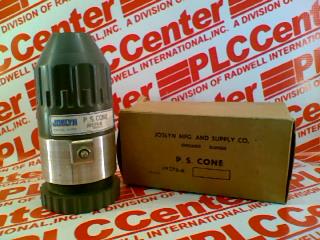 PLCCenter
A DIVISION OF RADWELL INTERNATIONAL, INC.
JOSLYN
P. S. CONE
JOSLYN MFG. AND SUPPLY CO.
CHICAGO ILLINOIS
P. S. CONE